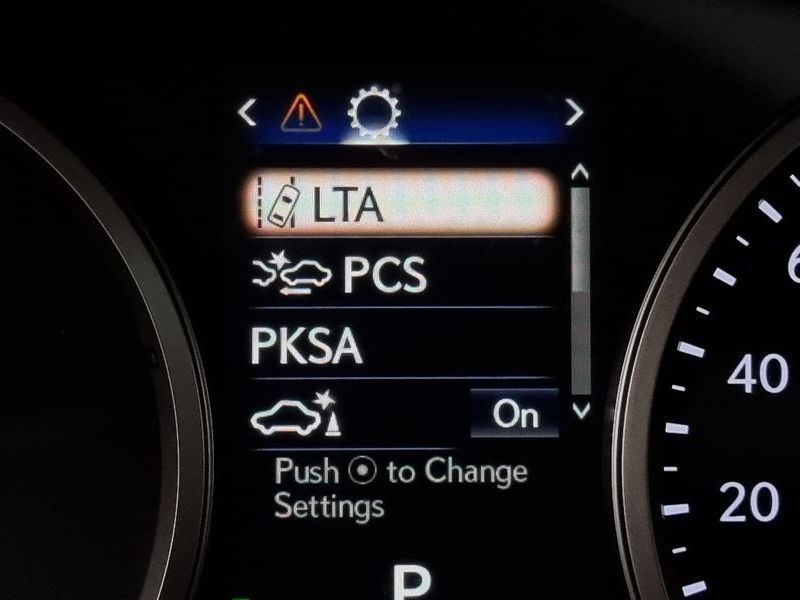 LTA
PCS
PKSA
On
Push to Change
Settings
P
40
20